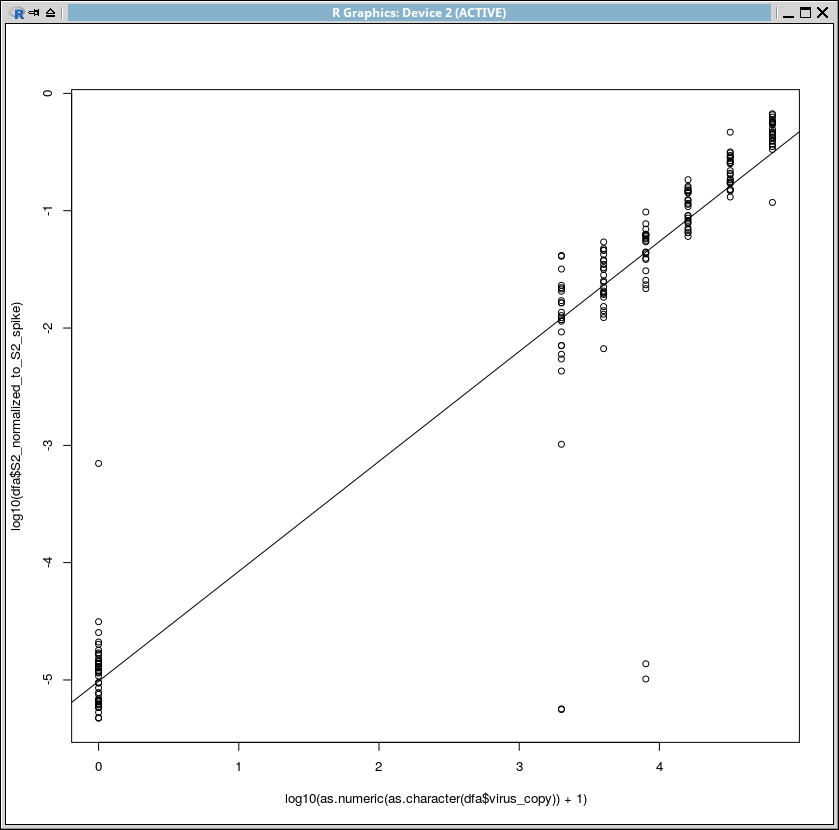 R Graphics: Device 2 (ACTIVE)
0
-1
-2
-3
-4
-5
log10(dfa$S2_normalized_to_S2_spike)
0 1 2 3 4
log10(as.numeric(as.character(dfa$virus_copy)) + 1)